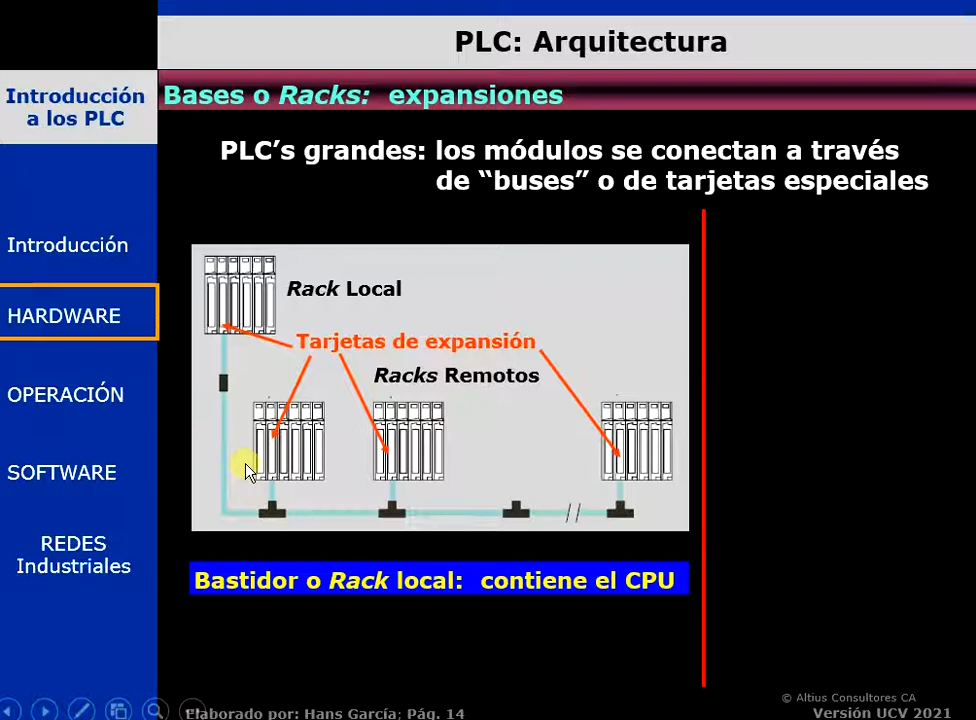 PLC: Arquitectura
Introducción
a los PLC
Bases o Racks: expansiones
PLC’s grandes: los módulos se conectan a través
de “buses” o de tarjetas especiales
Introducción
HARDWARE
OPERACIÓN
SOFTWARE
REDES
Industriales
Rack Local
Tarjetas de expansión
Racks Remotos
Bastidor o Rack local: contiene el CPU
© Altius Consultores CA
Elaborado por: Hans García; Pág. 14
Versión UCV 2021